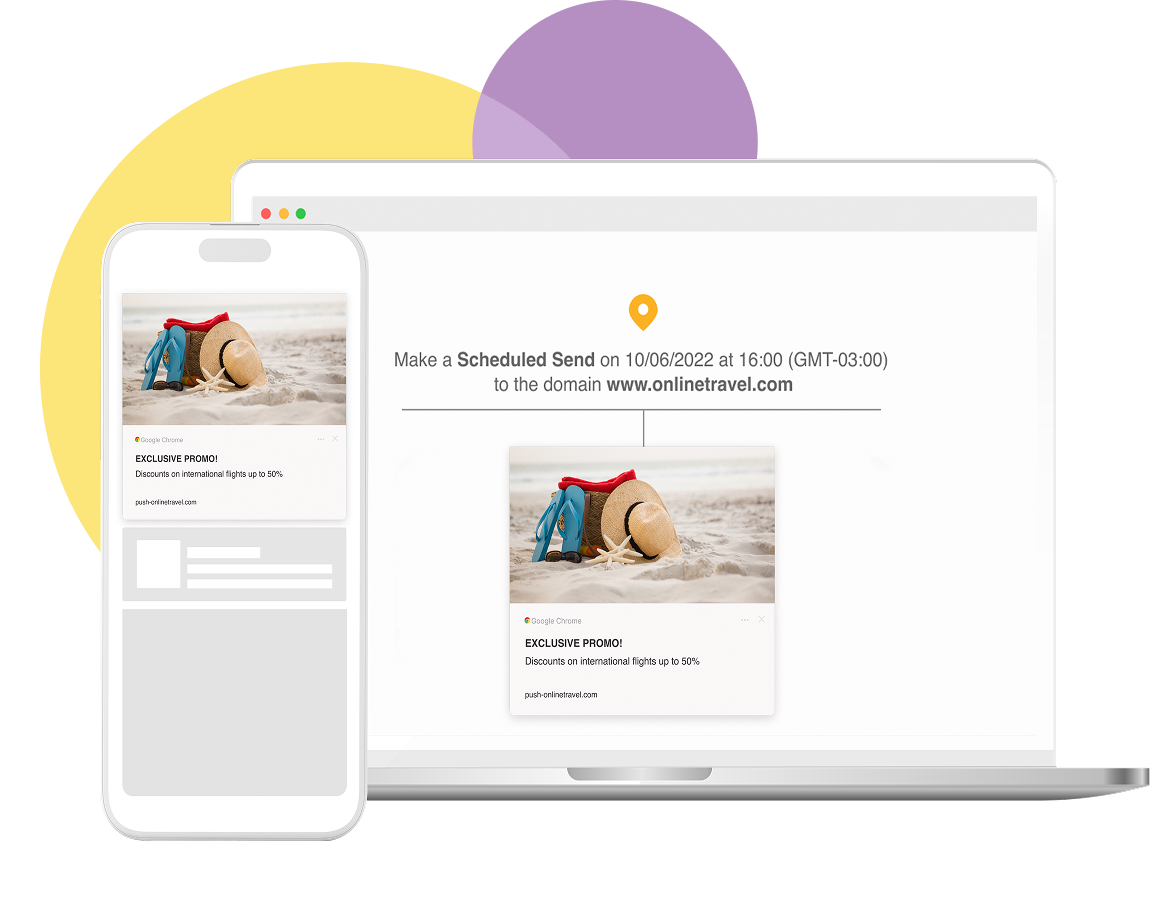 Make a Scheduled Send on 10/06/2022 at 16:00 (GMT-03:00)
to the domain www.onlinetravel.com
Google Chrome
EXCLUSIVE PROMO!
Discounts on international flights up to 50%
push-onlinetravel.com
Google Chrome
EXCLUSIVE PROMO!
Discounts on international flights up to 50%
push-onlinetravel.com